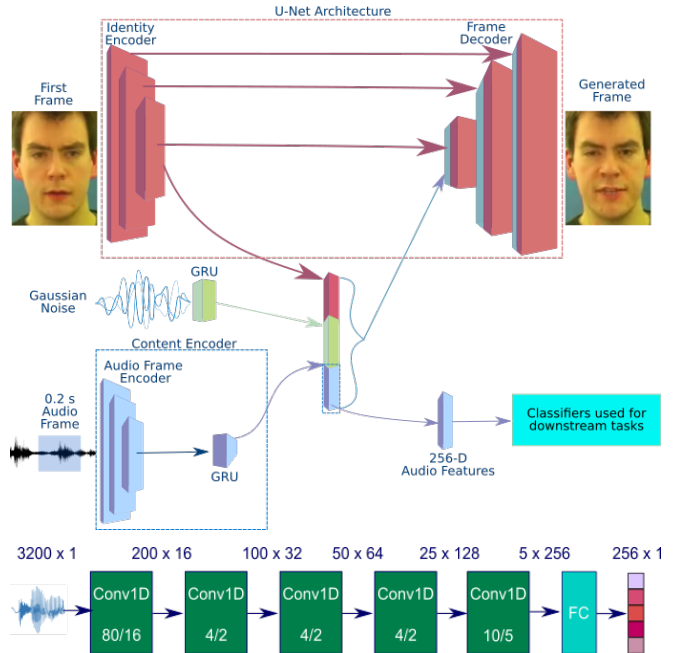 U-Net Architecture
Identity
Encoder
Frame
Decoder
First
Frame
Generated
Frame
GRU
Gaussian
Noise
Content Encoder
Audio Frame
Encoder
0.2 s
Audio
Frame
GRU
256-D
Audio Features
Classifiers used for
downstream tasks
3200 x 1
200 x 16
100 x 32
50 x 64
25 x 128
5 x 256
256 x 1
Conv1D
80/16
Conv1D
4/2
Conv1D
4/2
Conv1D
4/2
Conv1D
10/5
FC